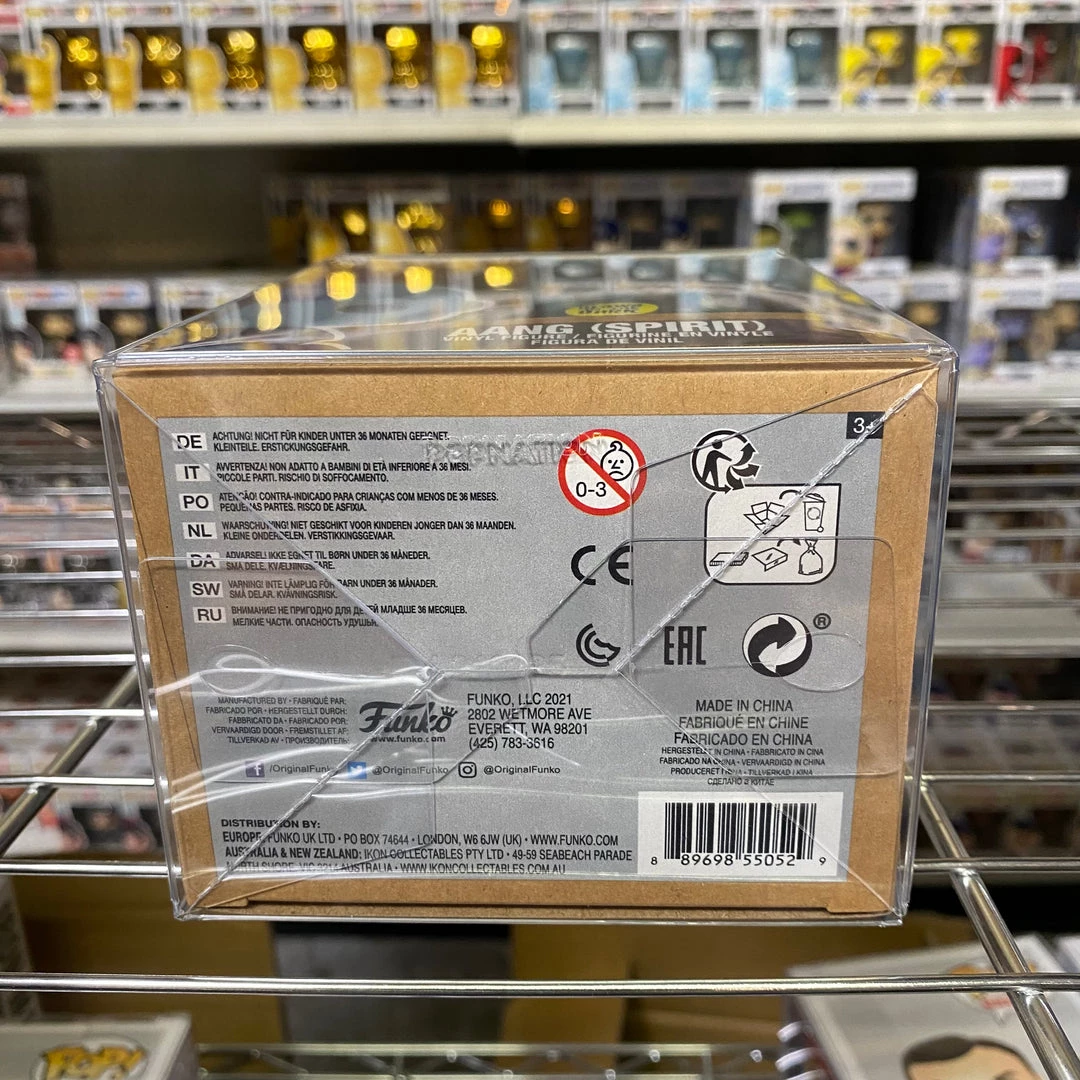 AANG (SPIRIT)
VINYL FIGURE / FIGURINE EN VINYLE
FIGURA DE VINIL
3+
DE ACHTUNG! NICHT FÜR KINDER UNTER 36 MONATEN GEEIGNET.
KLEINTEILE. ERSTICKUNGSGEFAHR.
IT AVVERTENZA! NON ADATTO A BAMBINI DI ETÀ INFERIORE A 36 MESI.
PICCOLE PARTI. RISCHIO DI SOFFOCAMENTO.
PO ATENÇÃO! CONTRA-INDICADO PARA CRIANÇAS COM MENOS DE 36 MESES.
PEQUENAS PARTES. RISCO DE ASFIXIA.
NL WAARSCHUWING! NIET GESCHIKT VOOR KINDEREN JONGER DAN 36 MAANDEN.
KLEINE ONDERDELEN. VERSTIKKINGSGEVAAR.
DA ADVARSEL! IKKE EGNET TIL BØRN UNDER 36 MÅNEDER.
SMÅ DELE. KVÆLNINGSFARE.
SW VARNING! INTE LÄMPLIG FÖR BARN UNDER 36 MÅNADER.
SMÅ DELAR. KVÄVNINGSRISK.
RU ВНИМАНИЕ! НЕ ПРИГОДНО ДЛЯ ДЕТЕЙ МЛАДШЕ 36 МЕСЯЦЕВ.
МЕЛКИЕ ЧАСТИ. ОПАСНОСТЬ УДУШЬЯ.
0-3
CE
EAC
®
MANUFACTURED BY • FABRIQUÉ PAR:
FABRICADO POR • HERGESTELLT DURCH:
FABBRICATO DA • FABRICADO POR:
VERVAARDIGD DOOR • FREMSTILLET AF:
TILLVERKAD AV • ПРОИЗВОДИТЕЛЬ:
Funko
www.funko.com
FUNKO, LLC 2021
2802 WETMORE AVE
EVERETT, WA 98201
(425) 783-3616
/OriginalFunko @OriginalFunko @OriginalFunko
MADE IN CHINA
FABRIQUÉ EN CHINE
FABRICADO EN CHINA
HERGESTELLT IN CHINA • FABBRICATO IN CINA
FABRICADO NA CHINA • VERVAARDIGD IN CHINA
PRODUCERET I KINA • TILLVERKAD I KINA
СДЕЛАНО В КИТАЕ
DISTRIBUTION BY:
EUROPE: FUNKO UK LTD • PO BOX 74644 • LONDON, W6 6JW (UK) • WWW.FUNKO.COM
AUSTRALIA & NEW ZEALAND: IKON COLLECTABLES PTY LTD • 49-59 SEABEACH PARADE
NORTH SHORE, VIC 3214 AUSTRALIA • WWW.IKONCOLLECTABLES.COM.AU
8 89698 55052 9
POP!